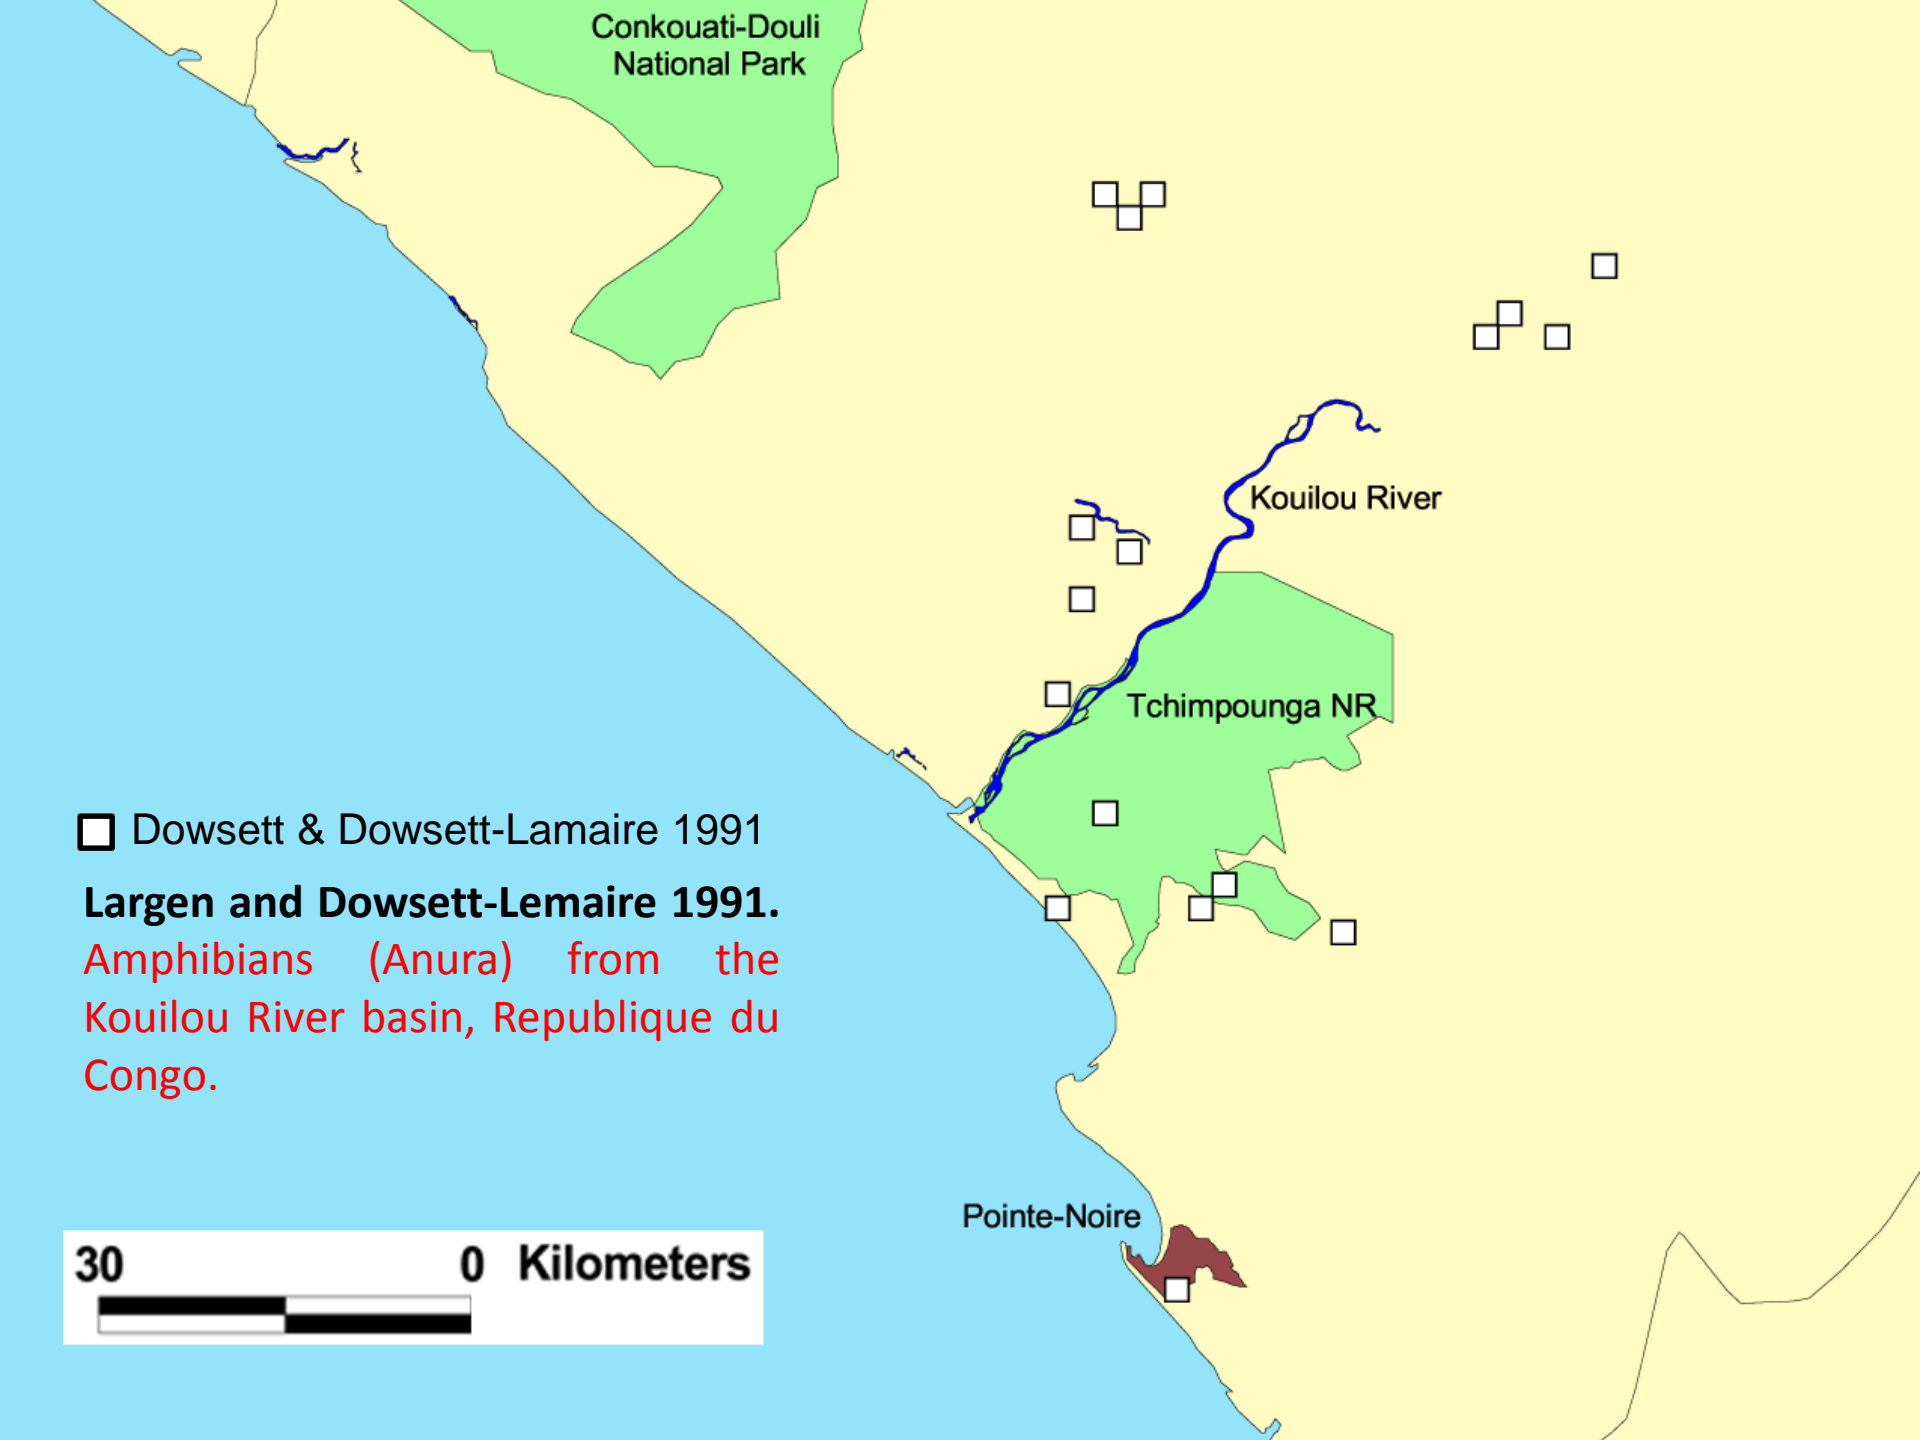 Conkouati-Douli
National Park
Kouilou River
Tchimpounga NR
Dowsett & Dowsett-Lamaire 1991
Largen and Dowsett-Lemaire 1991.
Amphibians (Anura) from the
Kouilou River basin, Republique du
Congo.
Pointe-Noire
30 0 Kilometers